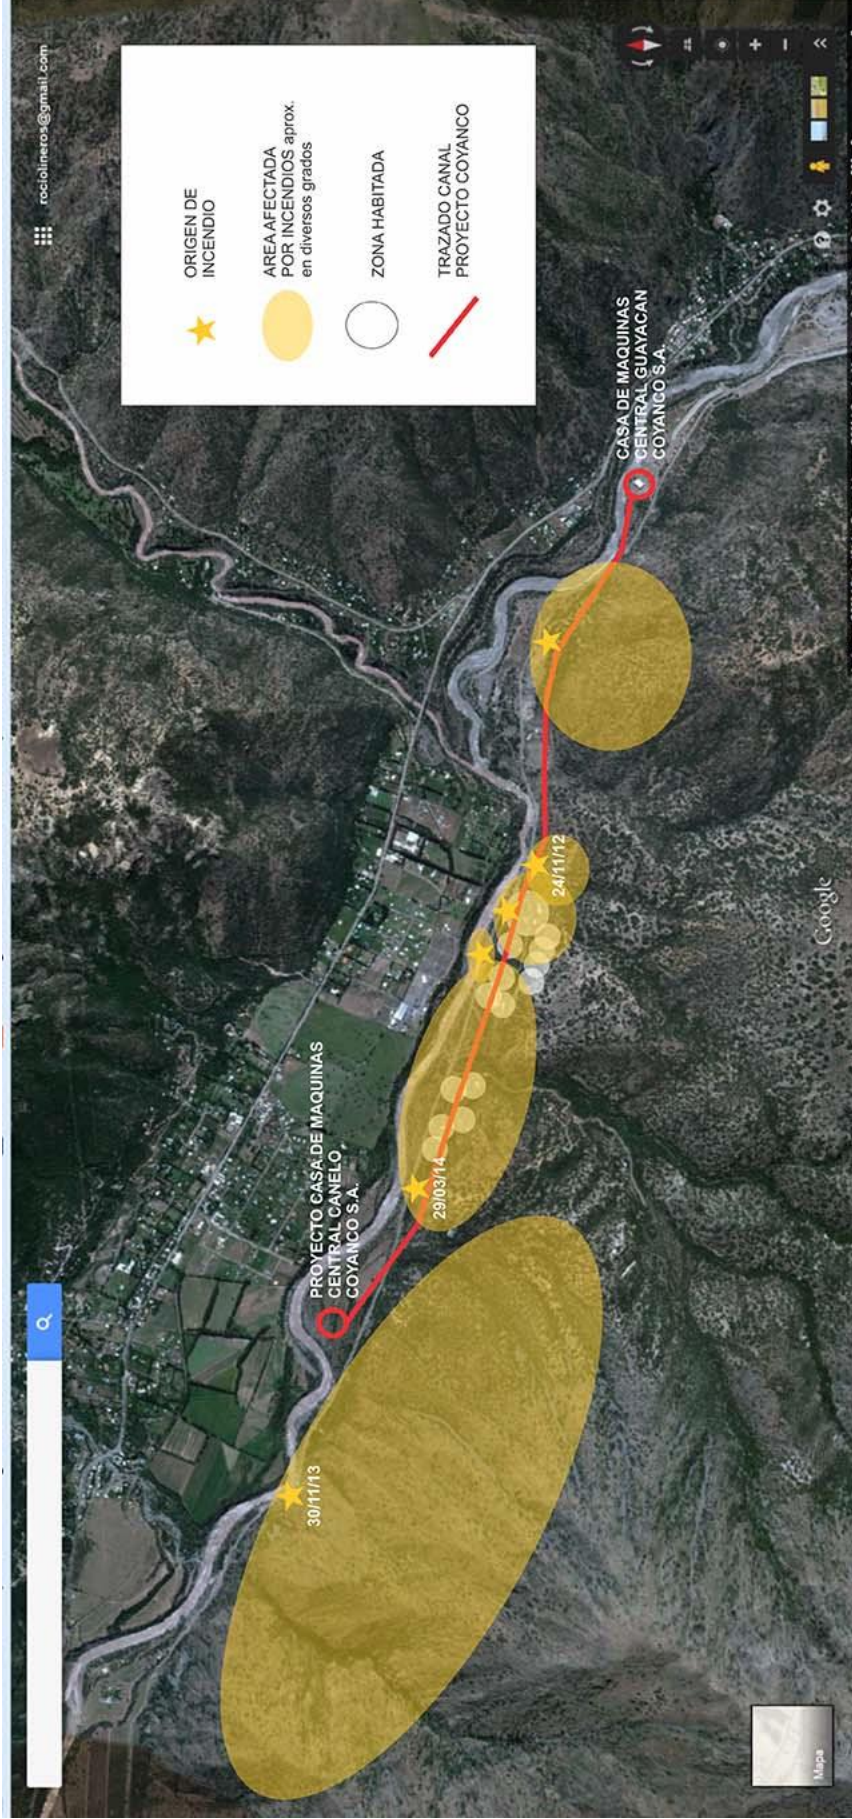 rociolineros@gmail.com
ORIGEN DE
INCENDIO
AREA AFECTADA
POR INCENDIOS aprox.
en diversos grados
ZONA HABITADA
TRAZADO CANAL
PROYECTO COYANCO
CASA DE MAQUINAS
CENTRAL GUAYACAN
COYANCO S.A.
PROYECTO CASA DE MAQUINAS
CENTRAL CANELO
COYANCO S.A.
30/11/13
29/03/14
24/11/12
Google
Mapa